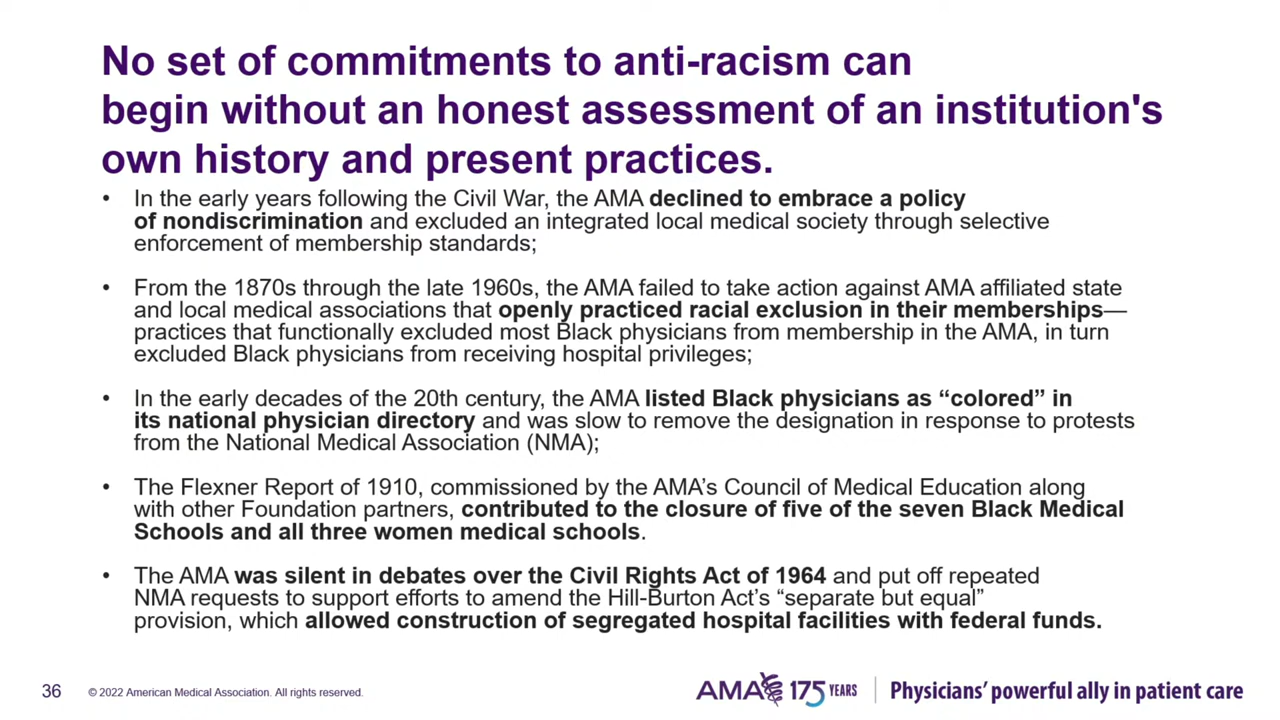 No set of commitments to anti-racism can
begin without an honest assessment of an institution's
own history and present practices.
• In the early years following the Civil War, the AMA declined to embrace a policy
of nondiscrimination and excluded an integrated local medical society through selective
enforcement of membership standards;
• From the 1870s through the late 1960s, the AMA failed to take action against AMA affiliated state
and local medical associations that openly practiced racial exclusion in their memberships—
practices that functionally excluded most Black physicians from membership in the AMA, in turn
excluded Black physicians from receiving hospital privileges;
• In the early decades of the 20th century, the AMA listed Black physicians as “colored” in
its national physician directory and was slow to remove the designation in response to protests
from the National Medical Association (NMA);
• The Flexner Report of 1910, commissioned by the AMA’s Council of Medical Education along
with other Foundation partners, contributed to the closure of five of the seven Black Medical
Schools and all three women medical schools.
• The AMA was silent in debates over the Civil Rights Act of 1964 and put off repeated
NMA requests to support efforts to amend the Hill-Burton Act’s “separate but equal”
provision, which allowed construction of segregated hospital facilities with federal funds.
36 © 2022 American Medical Association. All rights reserved. AMA 175 YEARS Physicians’ powerful ally in patient care